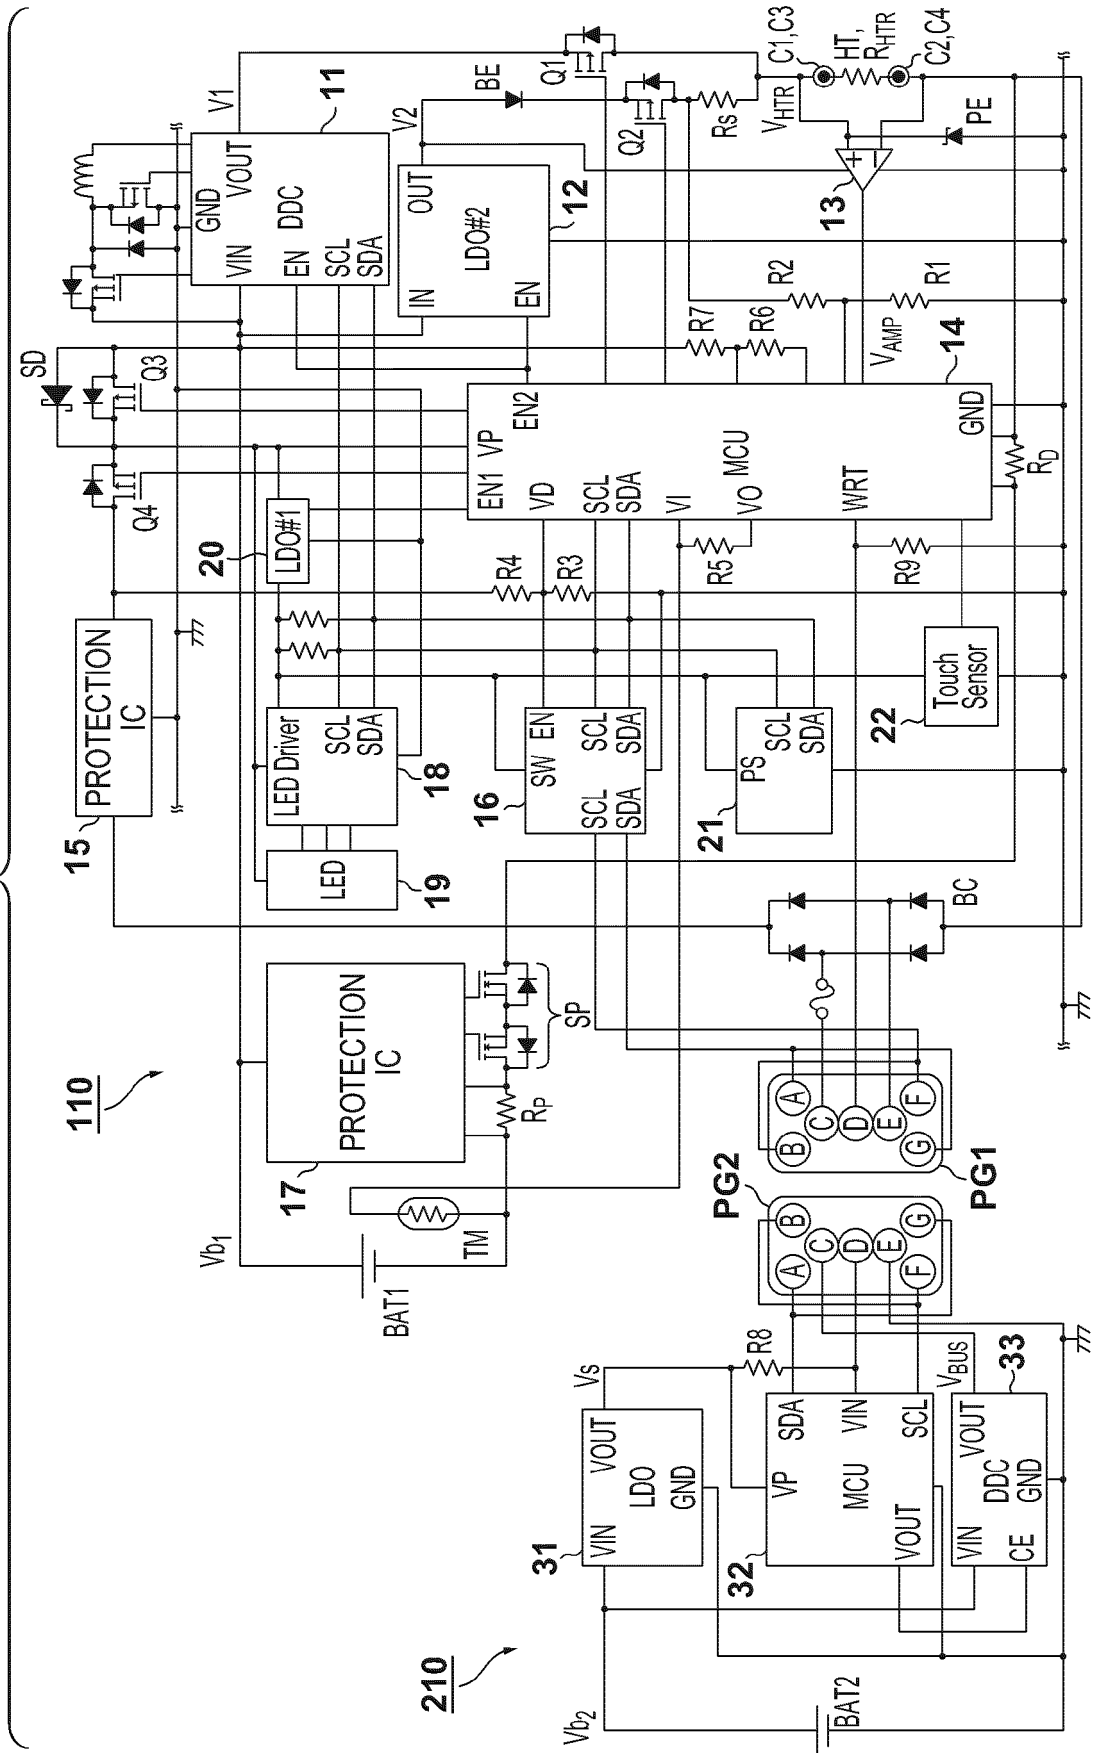 110
15
PROTECTION
IC
SD
Q4
Q3
20
LDO#1
V1
11
VIN
GND
VOUT
DDC
EN
SCL
SDA
V2
IN
OUT
LDO#2
EN
12
BE
Q1
Q2
Rs
VHTR
C1,C3
HT,
RHTR
C2,C4
PE
13
R2
R1
VAMP
R7
R6
14
EN1
VP
EN2
VD
SCL
SDA
VI
MCU
VO
WRT
GND
RD
R4
R3
R5
R9
LED Driver
SCL
SDA
18
LED
19
16
SW
EN
SCL
SCL
SDA
SDA
21
PS
SCL
SDA
22
Touch
Sensor
BC
17
PROTECTION
IC
SP
RP
TM
Vb1
BAT1
PG1
A
B
C
D
E
F
G
PG2
B
A
C
D
E
G
F
210
31
VIN
VOUT
LDO
GND
Vs
R8
32
VP
SDA
VIN
MCU
VOUT
SCL
VBUS
33
VIN
VOUT
DDC
CE
GND
Vb2
BAT2